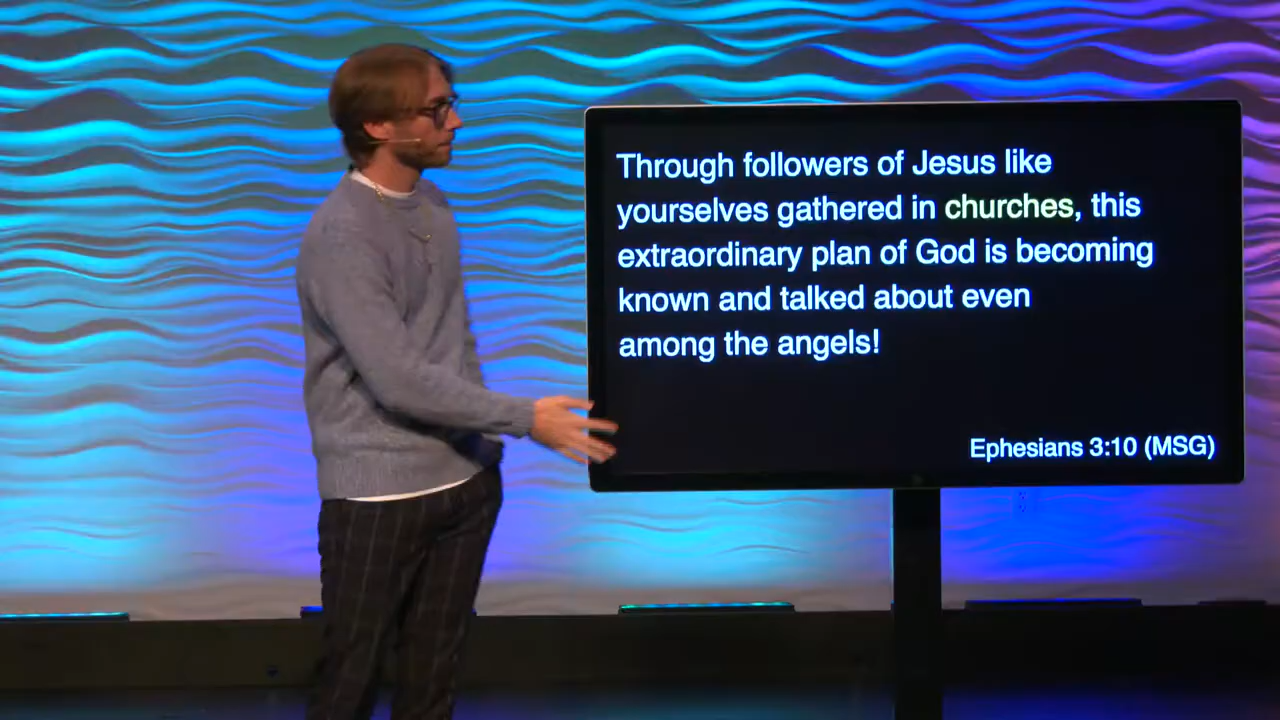 Through followers of Jesus like
yourselves gathered in churches, this
extraordinary plan of God is becoming
known and talked about even
among the angels!
Ephesians 3:10 (MSG)